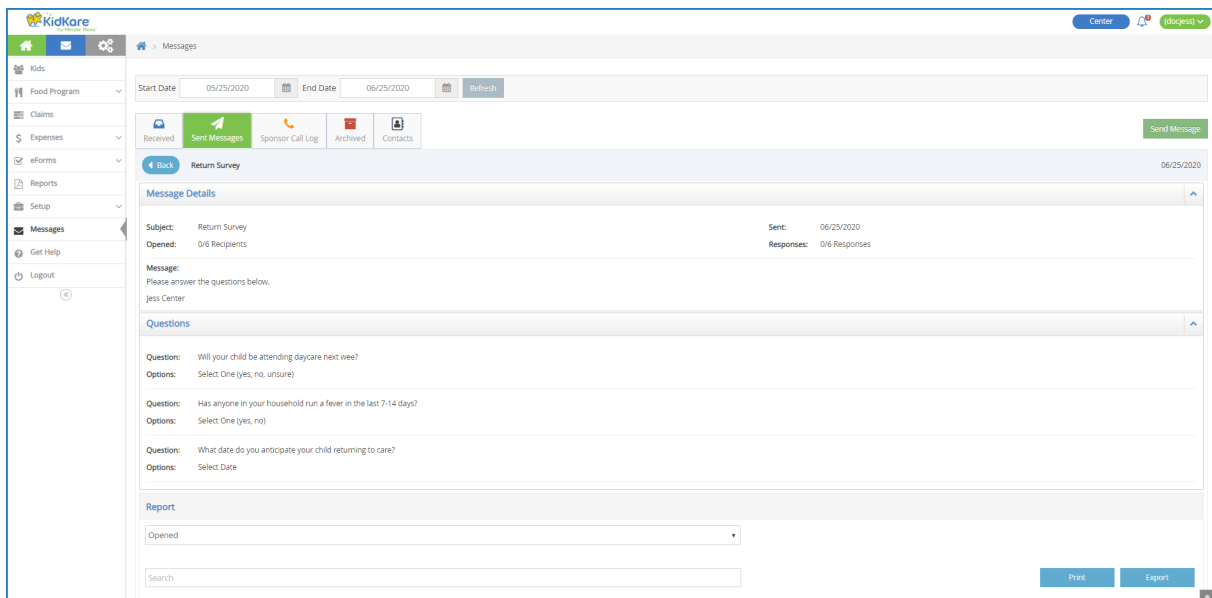 KidKare
by Minute Menu
Center
(docjess)
Messages
Kids
Food Program
Claims
$ Expenses
eForms
Reports
Setup
Messages
Get Help
Logout
Start Date 05/25/2020 End Date 06/25/2020 Refresh
Received Sent Messages Sponsor Call Log Archived Contacts
Send Message
Back Return Survey 06/25/2020
Message Details
Subject: Return Survey Sent: 06/25/2020
Opened: 0/6 Recipients Responses: 0/6 Responses
Message:
Please answer the questions below.
Jess Center
Questions
Question: Will your child be attending daycare next wee?
Options: Select One (yes, no, unsure)
Question: Has anyone in your household run a fever in the last 7-14 days?
Options: Select One (yes, no)
Question: What date do you anticipate your child returning to care?
Options: Select Date
Report
Opened
Search Print Export